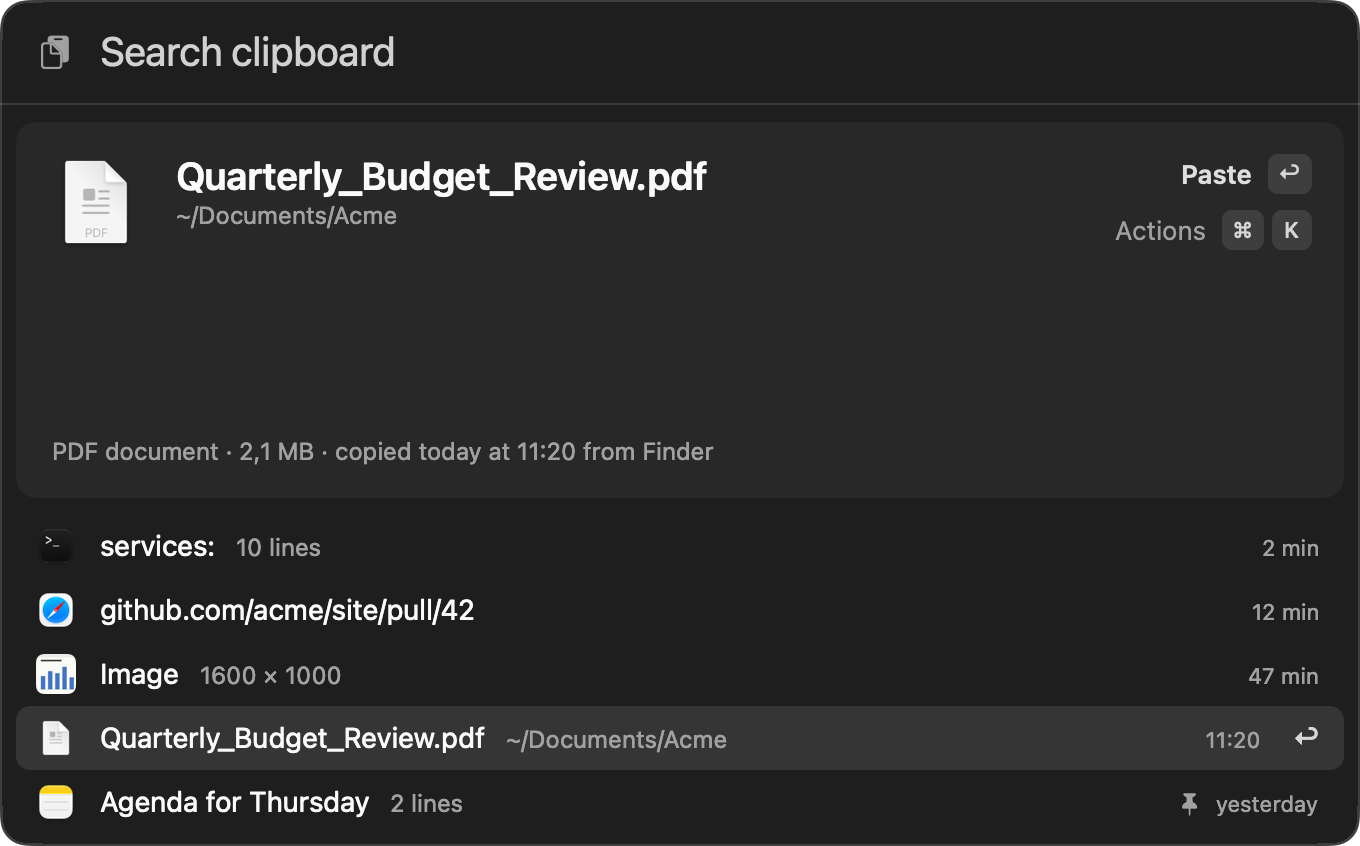 Search clipboard
Quarterly_Budget_Review.pdf
Paste ↩
~/Documents/Acme
Actions ⌘ K
PDF
PDF document · 2,1 MB · copied today at 11:20 from Finder
>_ services: 10 lines 2 min
github.com/acme/site/pull/42 12 min
Image 1600 × 1000 47 min
Quarterly_Budget_Review.pdf ~/Documents/Acme 11:20 ↩
Agenda for Thursday 2 lines yesterday